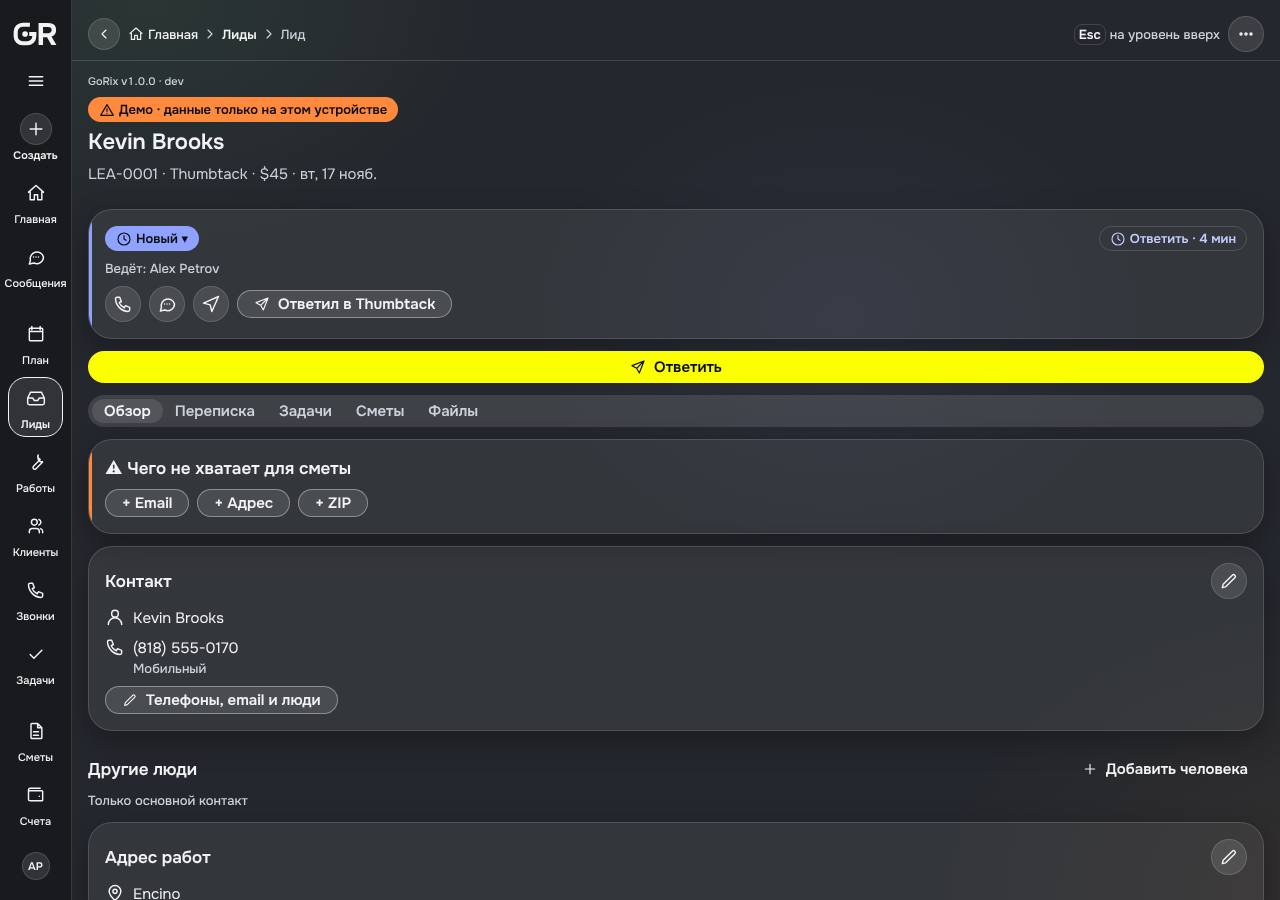 GR
Главная
Лиды
Лид
Esc на уровень вверх
GoRix v1.0.0 · dev
Демо · данные только на этом устройстве
Kevin Brooks
LEA-0001 · Thumbtack · $45 · вт, 17 нояб.
Создать
Главная
Сообщения
План
Лиды
Работы
Клиенты
Звонки
Задачи
Сметы
Счета
AP
Новый ▾
Ответить · 4 мин
Ведёт: Alex Petrov
Ответил в Thumbtack
Ответить
Обзор
Переписка
Задачи
Сметы
Файлы
Чего не хватает для сметы
+ Email
+ Адрес
+ ZIP
Контакт
Kevin Brooks
(818) 555-0170
Мобильный
Телефоны, email и люди
Другие люди
+ Добавить человека
Только основной контакт
Адрес работ
Encino